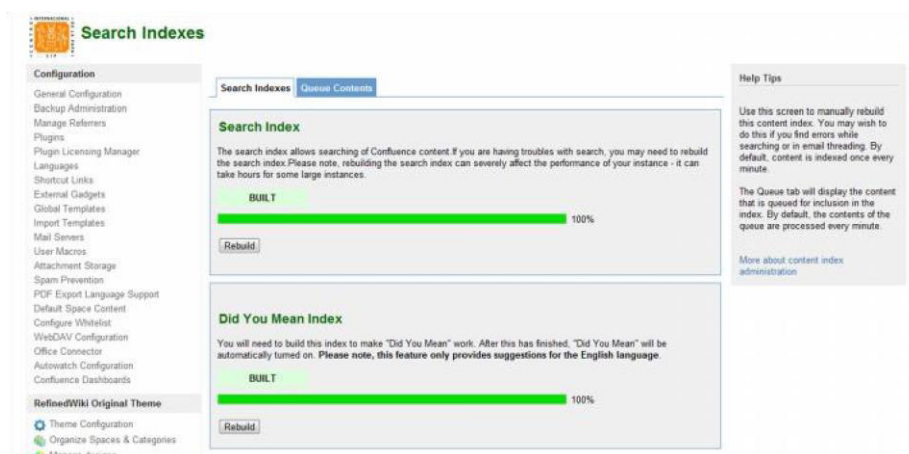 INTERNACIONAL
CIP
Search Indexes
Configuration
General Configuration
Backup Administration
Manage Referrers
Plugins
Plugin Licensing Manager
Languages
Shortcut Links
External Gadgets
Global Templates
Import Templates
Mail Servers
User Macros
Attachment Storage
Spam Prevention
PDF Export Language Support
Default Space Content
Configure Whitelist
WebDAV Configuration
Office Connector
Autowatch Configuration
Confluence Dashboards
RefinedWiki Original Theme
Theme Configuration
Organize Spaces & Categories
Search Indexes Queue Contents
Search Index
The search index allows searching of Confluence content.If you are having troubles with search, you may need to rebuild
the search index.Please note, rebuilding the search index can severely affect the performance of your instance - it can
take hours for some large instances.
BUILT
100%
Rebuild
Did You Mean Index
You will need to build this index to make "Did You Mean" work. After this has finished, "Did You Mean" will be
automatically turned on. Please note, this feature only provides suggestions for the English language.
BUILT
100%
Rebuild
Help Tips
Use this screen to manually rebuild
this content index. You may wish to
do this if you find errors while
searching or in email threading. By
default, content is indexed once every
minute.
The Queue tab will display the content
that is queued for inclusion in the
index. By default, the contents of the
queue are processed every minute.
More about content index
administration